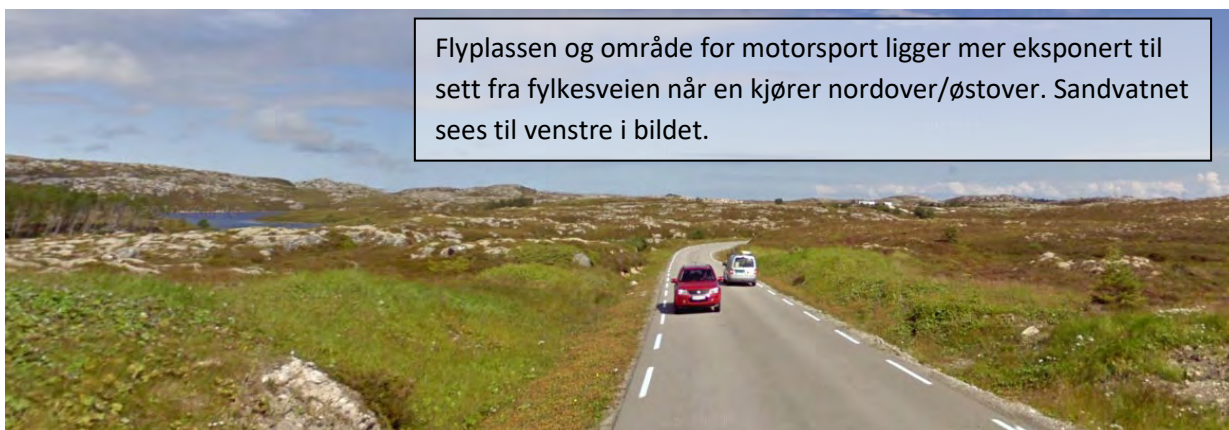 Flyplassen og område for motorsport ligger mer eksponert til
sett fra fylkesveien når en kjører nordover/østover. Sandvatnet
sees til venstre i bildet.